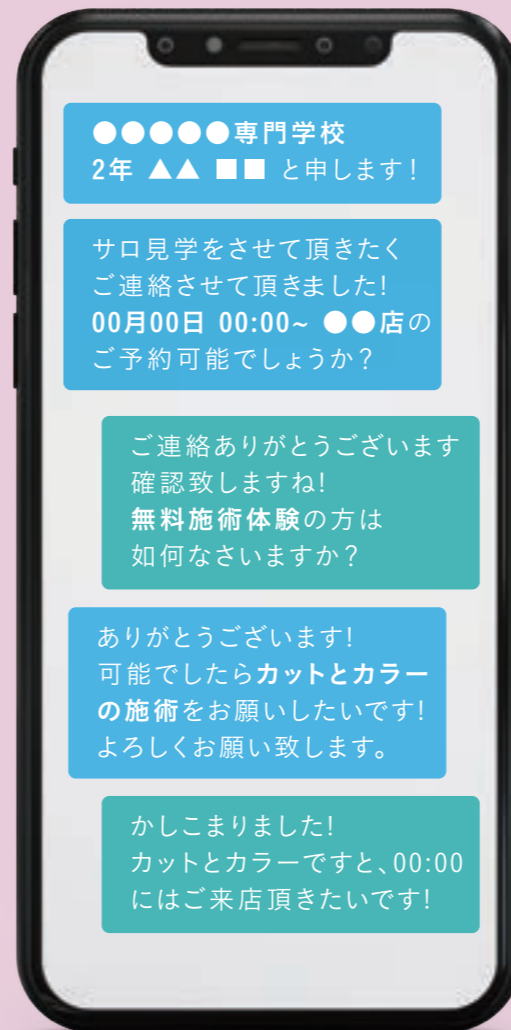 ●●●●●専門学校
2年 ▲▲ ■■ と申します!
サロ見学をさせて頂きたく
ご連絡させて頂きました!
00月00日 00:00~ ●●店の
ご予約可能でしょうか?
ご連絡ありがとうございます
確認致しますね!
無料施術体験の方は
如何なさいますか?
ありがとうございます!
可能でしたらカットとカラー
の施術をお願いしたいです!
よろしくお願い致します。
かしこまりました!
カットとカラーですと、00:00
にはご来店頂きたいです!